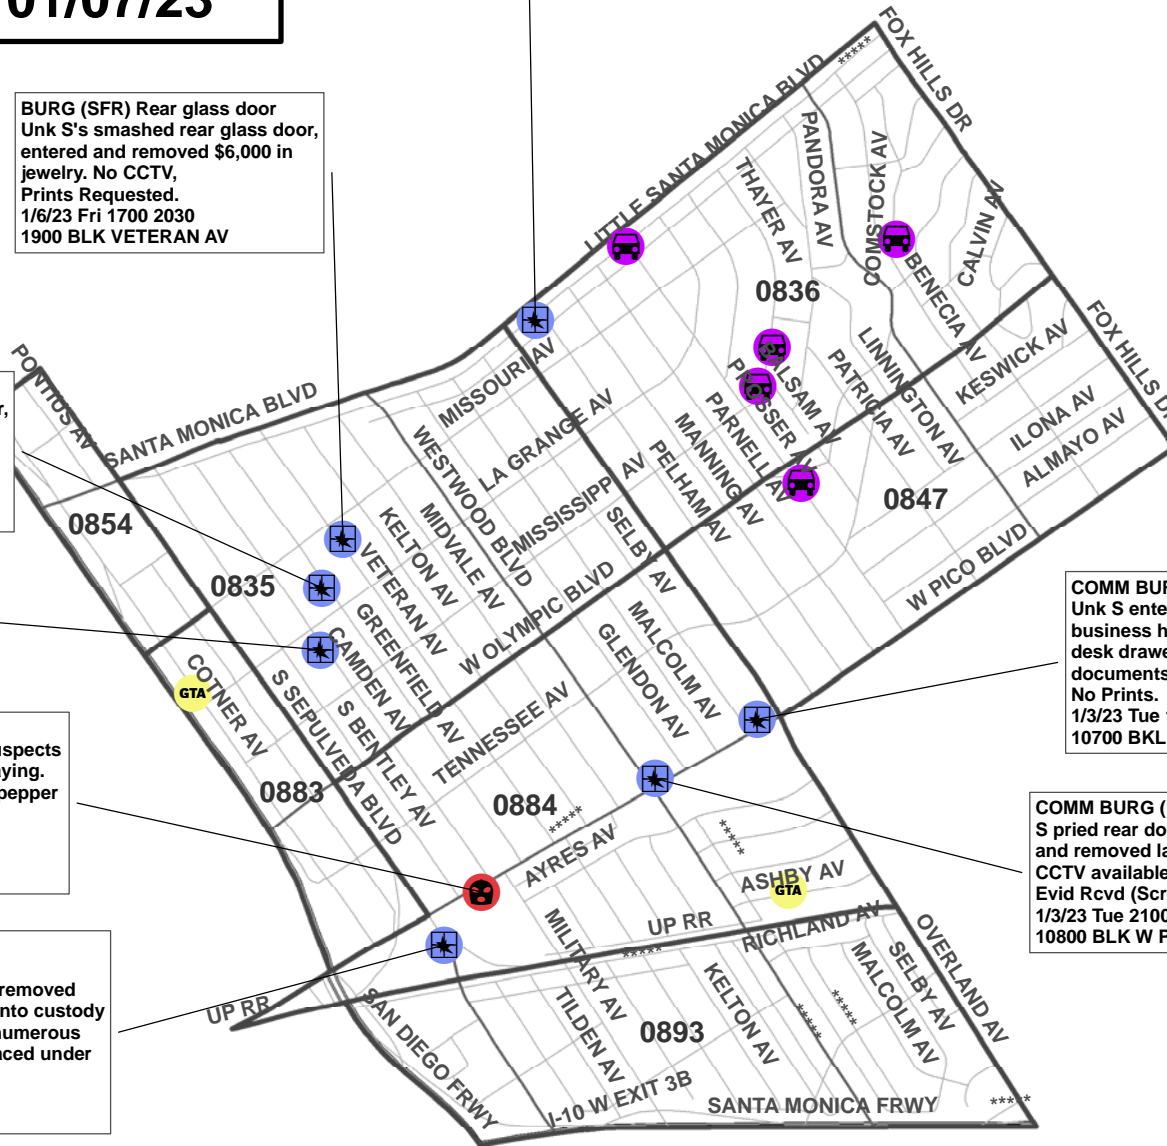 01/07/23
BURG (SFR) Rear glass door
Unk S's smashed rear glass door,
entered and removed $6,000 in
jewelry. No CCTV,
Prints Requested.
1/6/23 Fri 1700 2030
1900 BLK VETERAN AV
FOX HILLS DR
*****
LITTLE SANTA MONICA BLVD
PANDORA AV
COMSTOCK AV
THAYER AV
CALVIN A
BENECIA AV
0836
FOX HILLS DR
PONTIUS AV
SANTA MONICA BLVD
MISSOURI AV
LINNINGTON AV
PATRICIA AV
KESWICK AV
BALSAM AV
PROSSER AV
PARNELL AV
MANNING AV
PELHAM AV
ILONA AV
ALMAYO AV
LA GRANGE AV
WESTWOOD BLVD
MISSISSIPP AV
0847
0854
KELTON AV
MIDVALE AV
SELBY AV
W PICO BLVD
0835
VETERAN AV
GREENFIELD AV
CAMDEN AV
W OLYMPIC BLVD
MALCOLM AV
GLENDON AV
COTNER AV
GTA
S SEPULVEDA BLVD
S BENTLEY AV
TENNESSEE AV
COMM BUR
Unk S ente
business h
desk drawe
documents
No Prints.
1/3/23 Tue
10700 BKL
uspects
aying.
pepper
0883
0884
*****
*****
AYRES AV
ASHBY AV
GTA
COMM BURG (
S pried rear do
and removed la
CCTV available
Evid Rcvd (Scr
1/3/23 Tue 2100
10800 BLK W P
UP RR
RICHLAND AV
*****
OVERLAND AV
removed
nto custody
numerous
aced under
UP RR
SAN DIEGO FRWY
MILITARY AV
TILDEN AV
KELTON AV
SELBY AV
MALCOLM AV
*****
*****
0893
I-10 W EXIT 3B
SANTA MONICA FRWY
*****